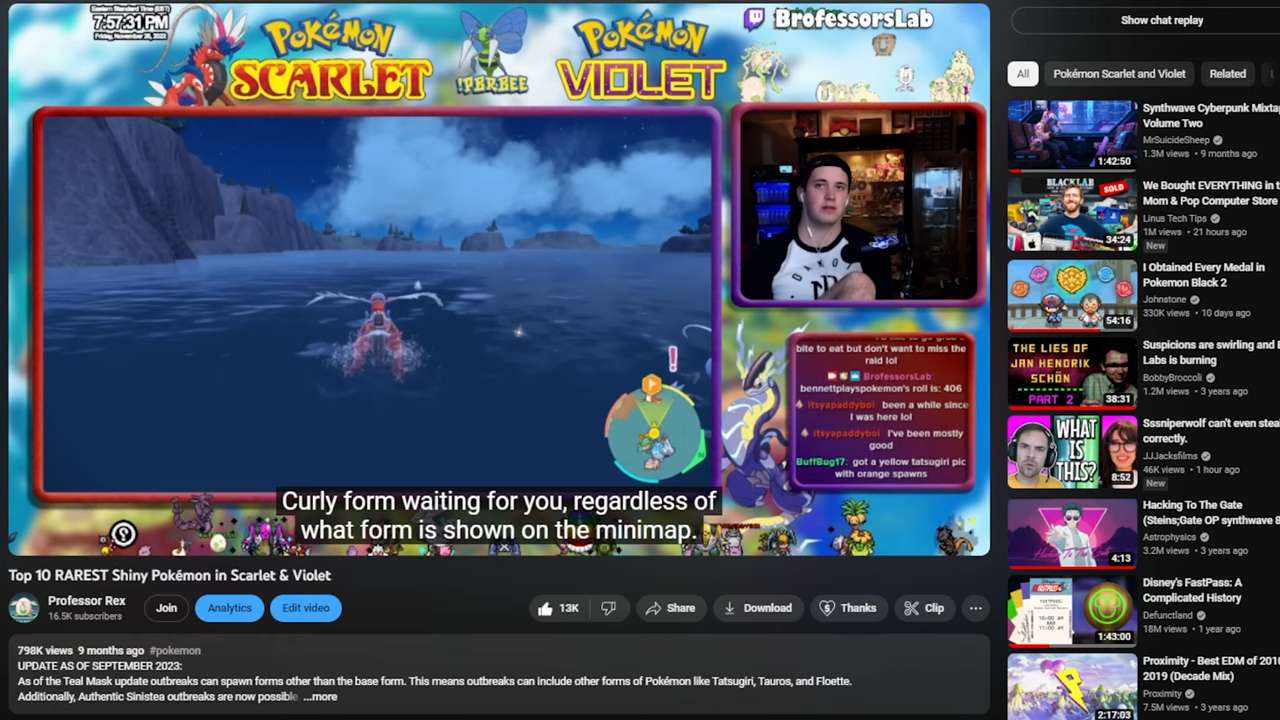 Eastern Standard Time (EST)
7:57:31 PM
Friday, November 25, 2022
POKéMON
SCARLET
!PBRBEE
POKéMON
VIOLET
BrofessorsLab
bite to eat but don't want to miss the
raid lol
BrofessorsLab:
bennettplayspokemon's roll is: 406
itsyapaddyboi been a while since
I was here lol
itsyapaddyboi I've been mostly
good
BuffBug17: got a yellow tatsugiri pic
with orange spawns
N
Curly form waiting for you, regardless of
what form is shown on the minimap.
Top 10 RAREST Shiny Pokémon in Scarlet & Violet
Professor Rex
16.5K subscribers
Join
Analytics
Edit video
13K
Share
Download
Thanks
Clip
...
798K views 9 months ago #pokemon
UPDATE AS OF SEPTEMBER 2023:
As of the Teal Mask update outbreaks can spawn forms other than the base form. This means outbreaks can include other forms of Pokémon like Tatsugiri, Tauros, and Floette.
Additionally, Authentic Sinistea outbreaks are now possible ...more
Show chat replay
All
Pokémon Scarlet and Violet
Related
1:42:50
Synthwave Cyberpunk Mixtap
Volume Two
MrSuicideSheep
1.3M views • 9 months ago
BLACKLAB
SOLD
34:24
We Bought EVERYTHING in t
Mom & Pop Computer Store
Linus Tech Tips
1M views • 21 hours ago
New
54:16
I Obtained Every Medal in
Pokemon Black 2
Johnstone
330K views • 10 days ago
THE LIES OF
JAN HENDRIK
SCHÖN
PART 2
38:31
Suspicions are swirling and B
Labs is burning
BobbyBroccoli
1.2M views • 3 years ago
WHAT
IS
THIS?
8:52
Sssniperwolf can't even stea
correctly.
JJJacksfilms
46K views • 1 hour ago
New
4:13
Hacking To The Gate
(Steins;Gate OP synthwave 8
Astrophysics
3.2M views • 3 years ago
Disney's
FastPass
1:43:00
Disney's FastPass: A
Complicated History
Defunctland
18M views • 1 year ago
2:17:03
Proximity - Best EDM of 2010
2019 (Decade Mix)
Proximity
7.5M views • 3 years ago